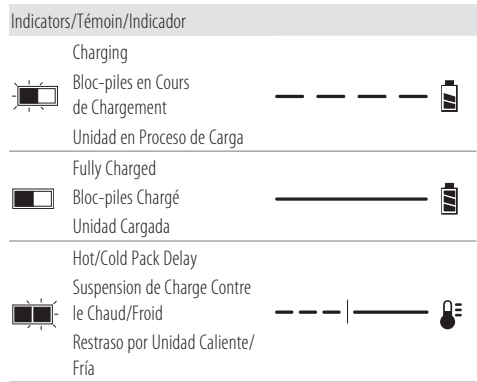 Indicators/Témoin/Indicador
Charging
Bloc-piles en Cours
de Chargement
Unidad en Proceso de Carga
Fully Charged
Bloc-piles Chargé
Unidad Cargada
Hot/Cold Pack Delay
Suspension de Charge Contre
le Chaud/Froid
Restraso por Unidad Caliente/
Fría